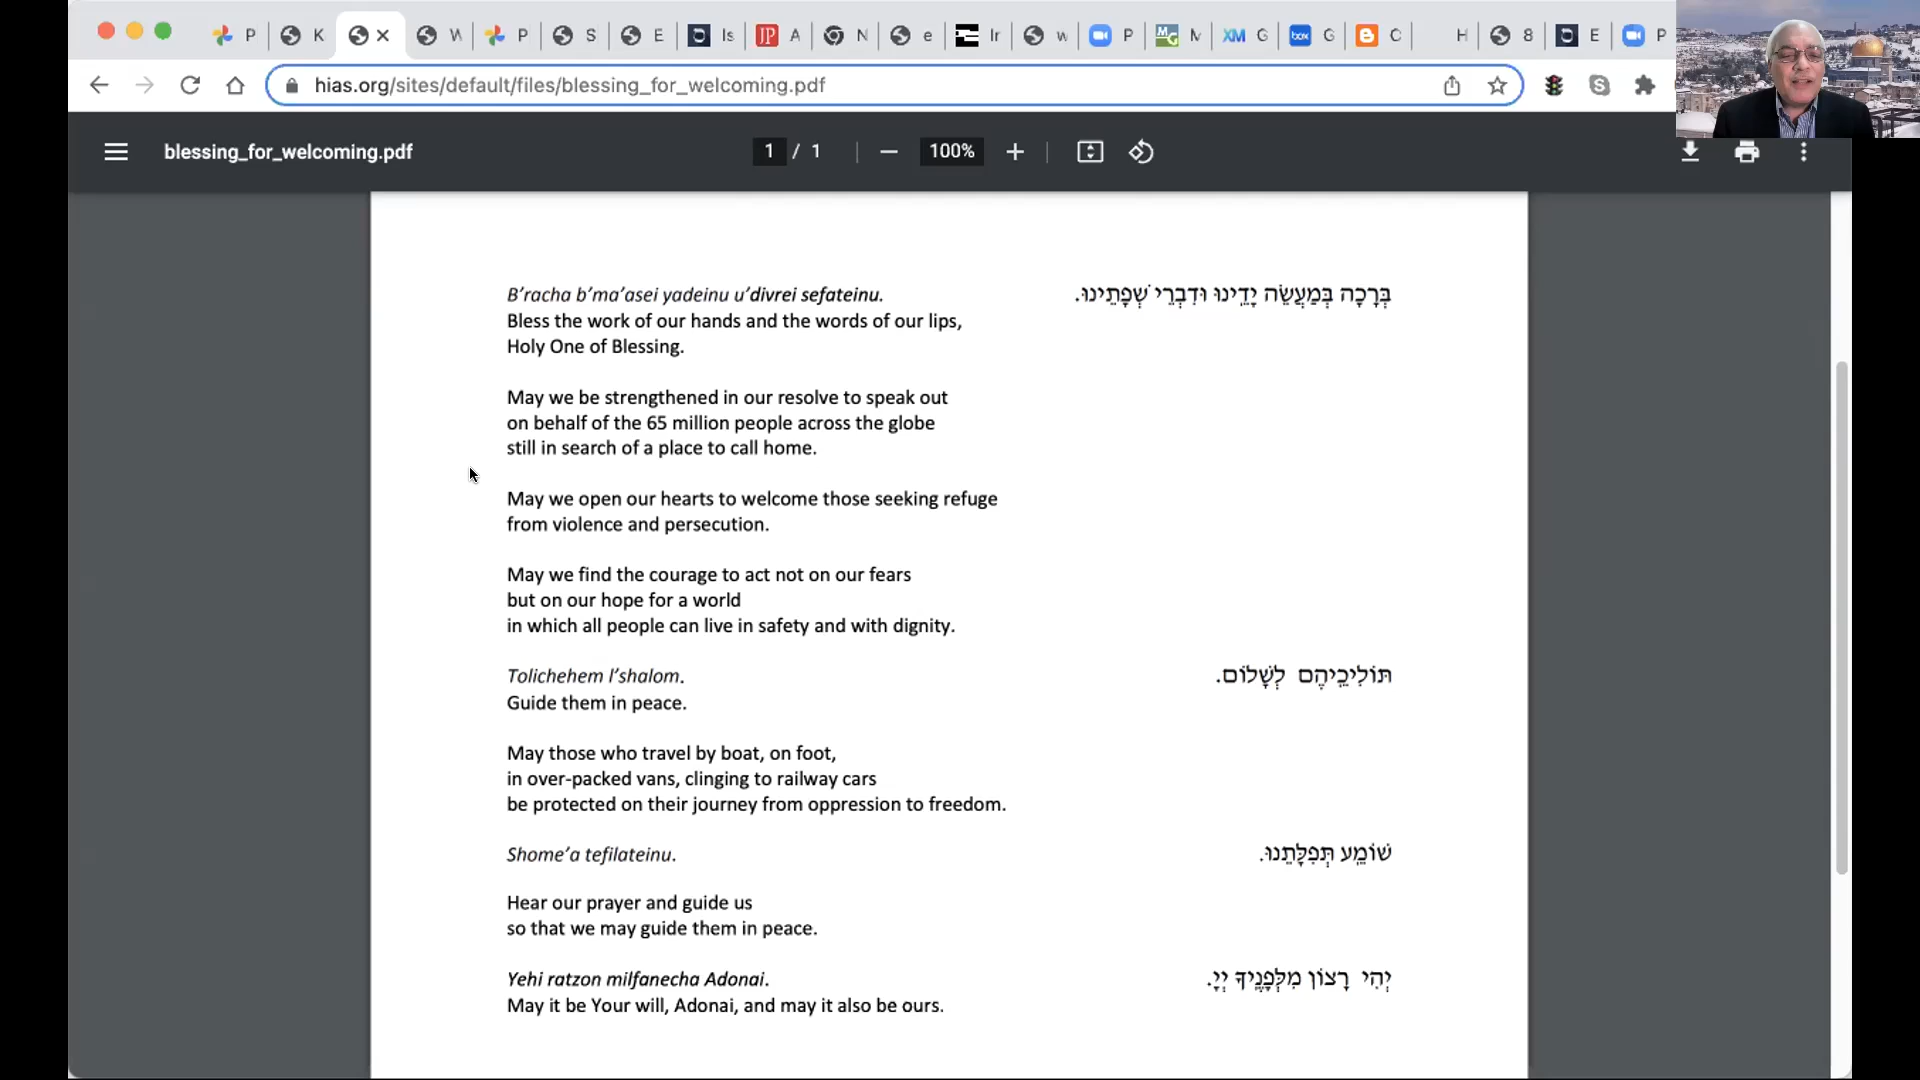 P K W P S E Is A N e Ir w P M G G C H 8 E P
hias.org/sites/default/files/blessing_for_welcoming.pdf
blessing_for_welcoming.pdf 1 / 1 100%
B’racha b’ma’asei yadeinu u’divrei sefateinu. בְּרָכָה בְּמַעֲשֵׂה יָדֵינוּ וּדִבְרֵי שְׂפָתֵינוּ.
Bless the work of our hands and the words of our lips,
Holy One of Blessing.
May we be strengthened in our resolve to speak out
on behalf of the 65 million people across the globe
still in search of a place to call home.
May we open our hearts to welcome those seeking refuge
from violence and persecution.
May we find the courage to act not on our fears
but on our hope for a world
in which all people can live in safety and with dignity.
Tolichehem l’shalom. תּוֹלִיכֵיהֶם לְשָׁלוֹם.
Guide them in peace.
May those who travel by boat, on foot,
in over-packed vans, clinging to railway cars
be protected on their journey from oppression to freedom.
Shome’a tefilateinu. שׁוֹמֵעַ תְּפִלָּתֵנוּ.
Hear our prayer and guide us
so that we may guide them in peace.
Yehi ratzon milfanecha Adonai. יְהִי רָצוֹן מִלְּפָנֶיךָ יְיָ.
May it be Your will, Adonai, and may it also be ours.